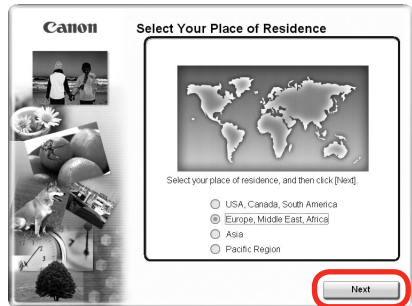 Canon
Select Your Place of Residence
Select your place of residence, and then click [Next].
USA, Canada, South America
Europe, Middle East, Africa
Asia
Pacific Region
Next